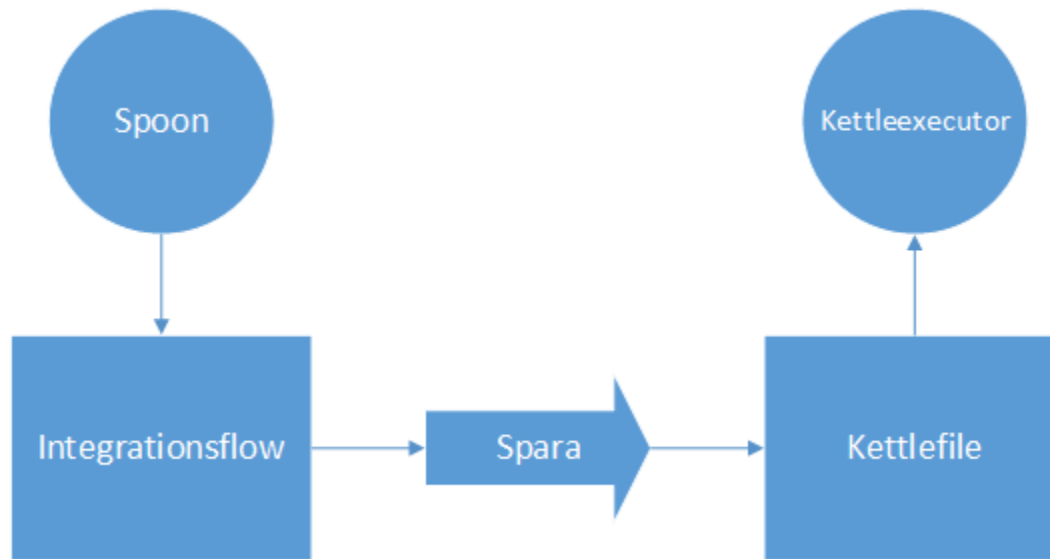 Spoon
Kettleexecutor
Integrationsflow
Spara
Kettlefile